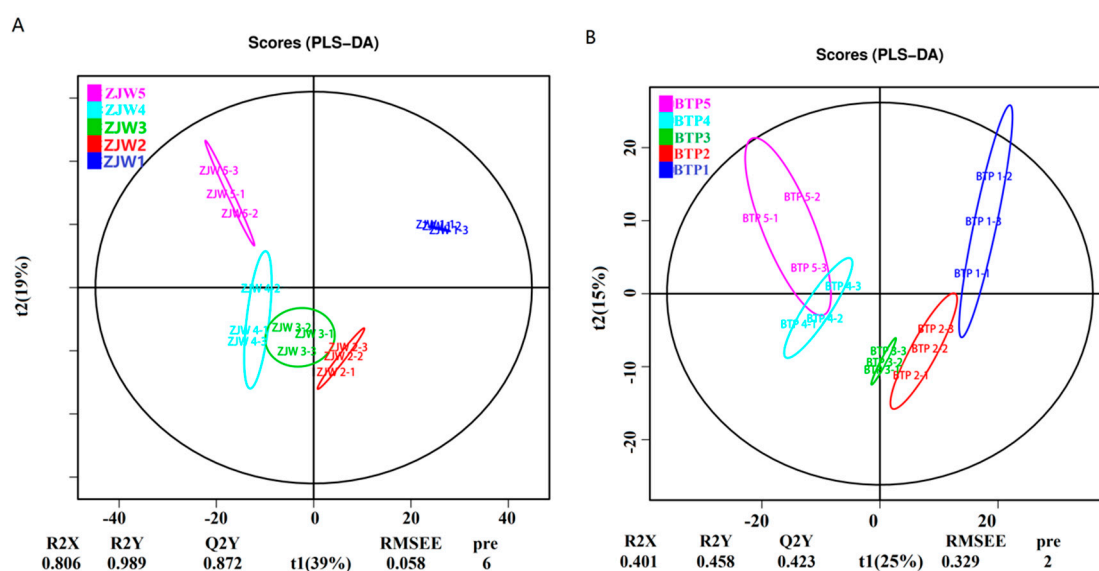 A
Scores (PLS-DA)
ZJW5
ZJW4
ZJW3
ZJW2
ZJW1
ZJW 5-3
ZJW 5-1
ZJW 5-2
ZJW 1-3
ZJW 4-2
ZJW 4-1
ZJW 4-3
ZJW 3-2
ZJW 3-1
ZJW 3-3
ZJW 2-3
ZJW 2-2
ZJW 2-1
t2(19%)
-40 -20 0 20 40
R2X R2Y Q2Y RMSEE pre
0.806 0.989 0.872 t1(39%) 0.058 6
B
Scores (PLS-DA)
BTP5
BTP4
BTP3
BTP2
BTP1
BTP 1-2
BTP 5-2
BTP 5-1
BTP 1-3
BTP 5-3
BTP 1-1
BTP 4-3
BTP 4-2
BTP 4-1
BTP 2-3
BTP 2-2
BTP 3-3
BTP 3-2
BTP 2-1
t2(15%)
20
10
0
-10
-20
-20 0 20
R2X R2Y Q2Y RMSEE pre
0.401 0.458 0.423 t1(25%) 0.329 2